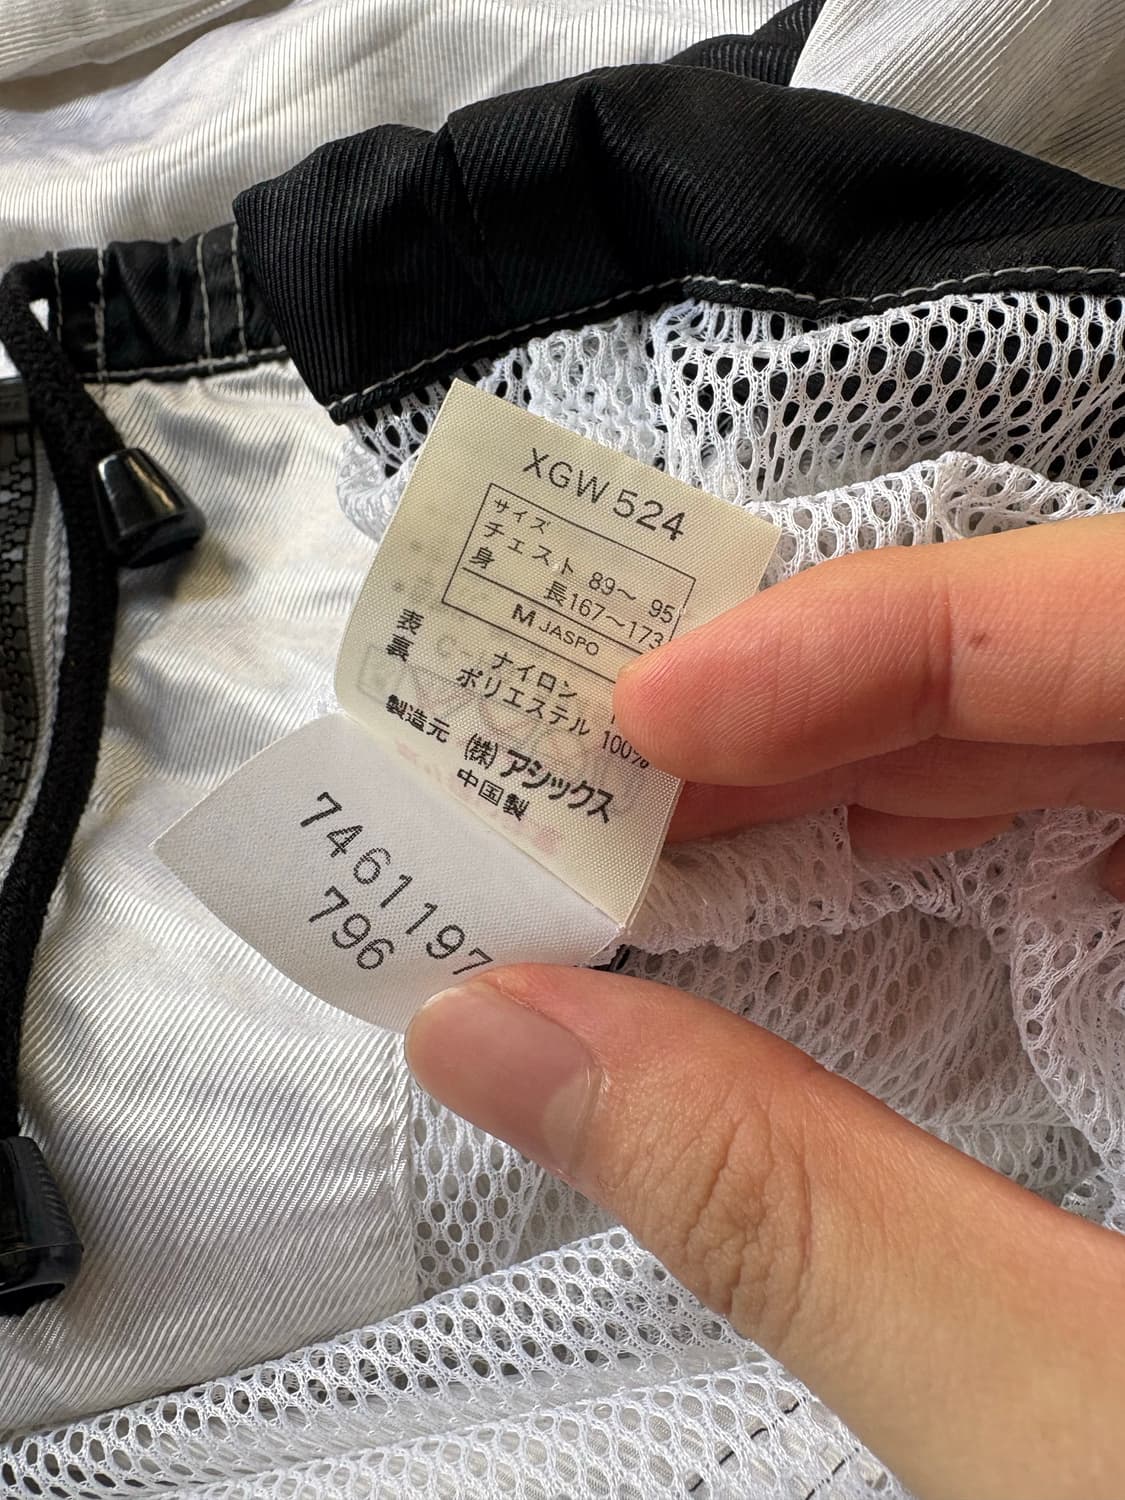 XGW524
サイズ
チェスト 89〜 95
身 長167〜173
M JASPO
表 ナイロン
裏 ポリエステル 100%
製造元 (株)アシックス
中国製
7461197
796